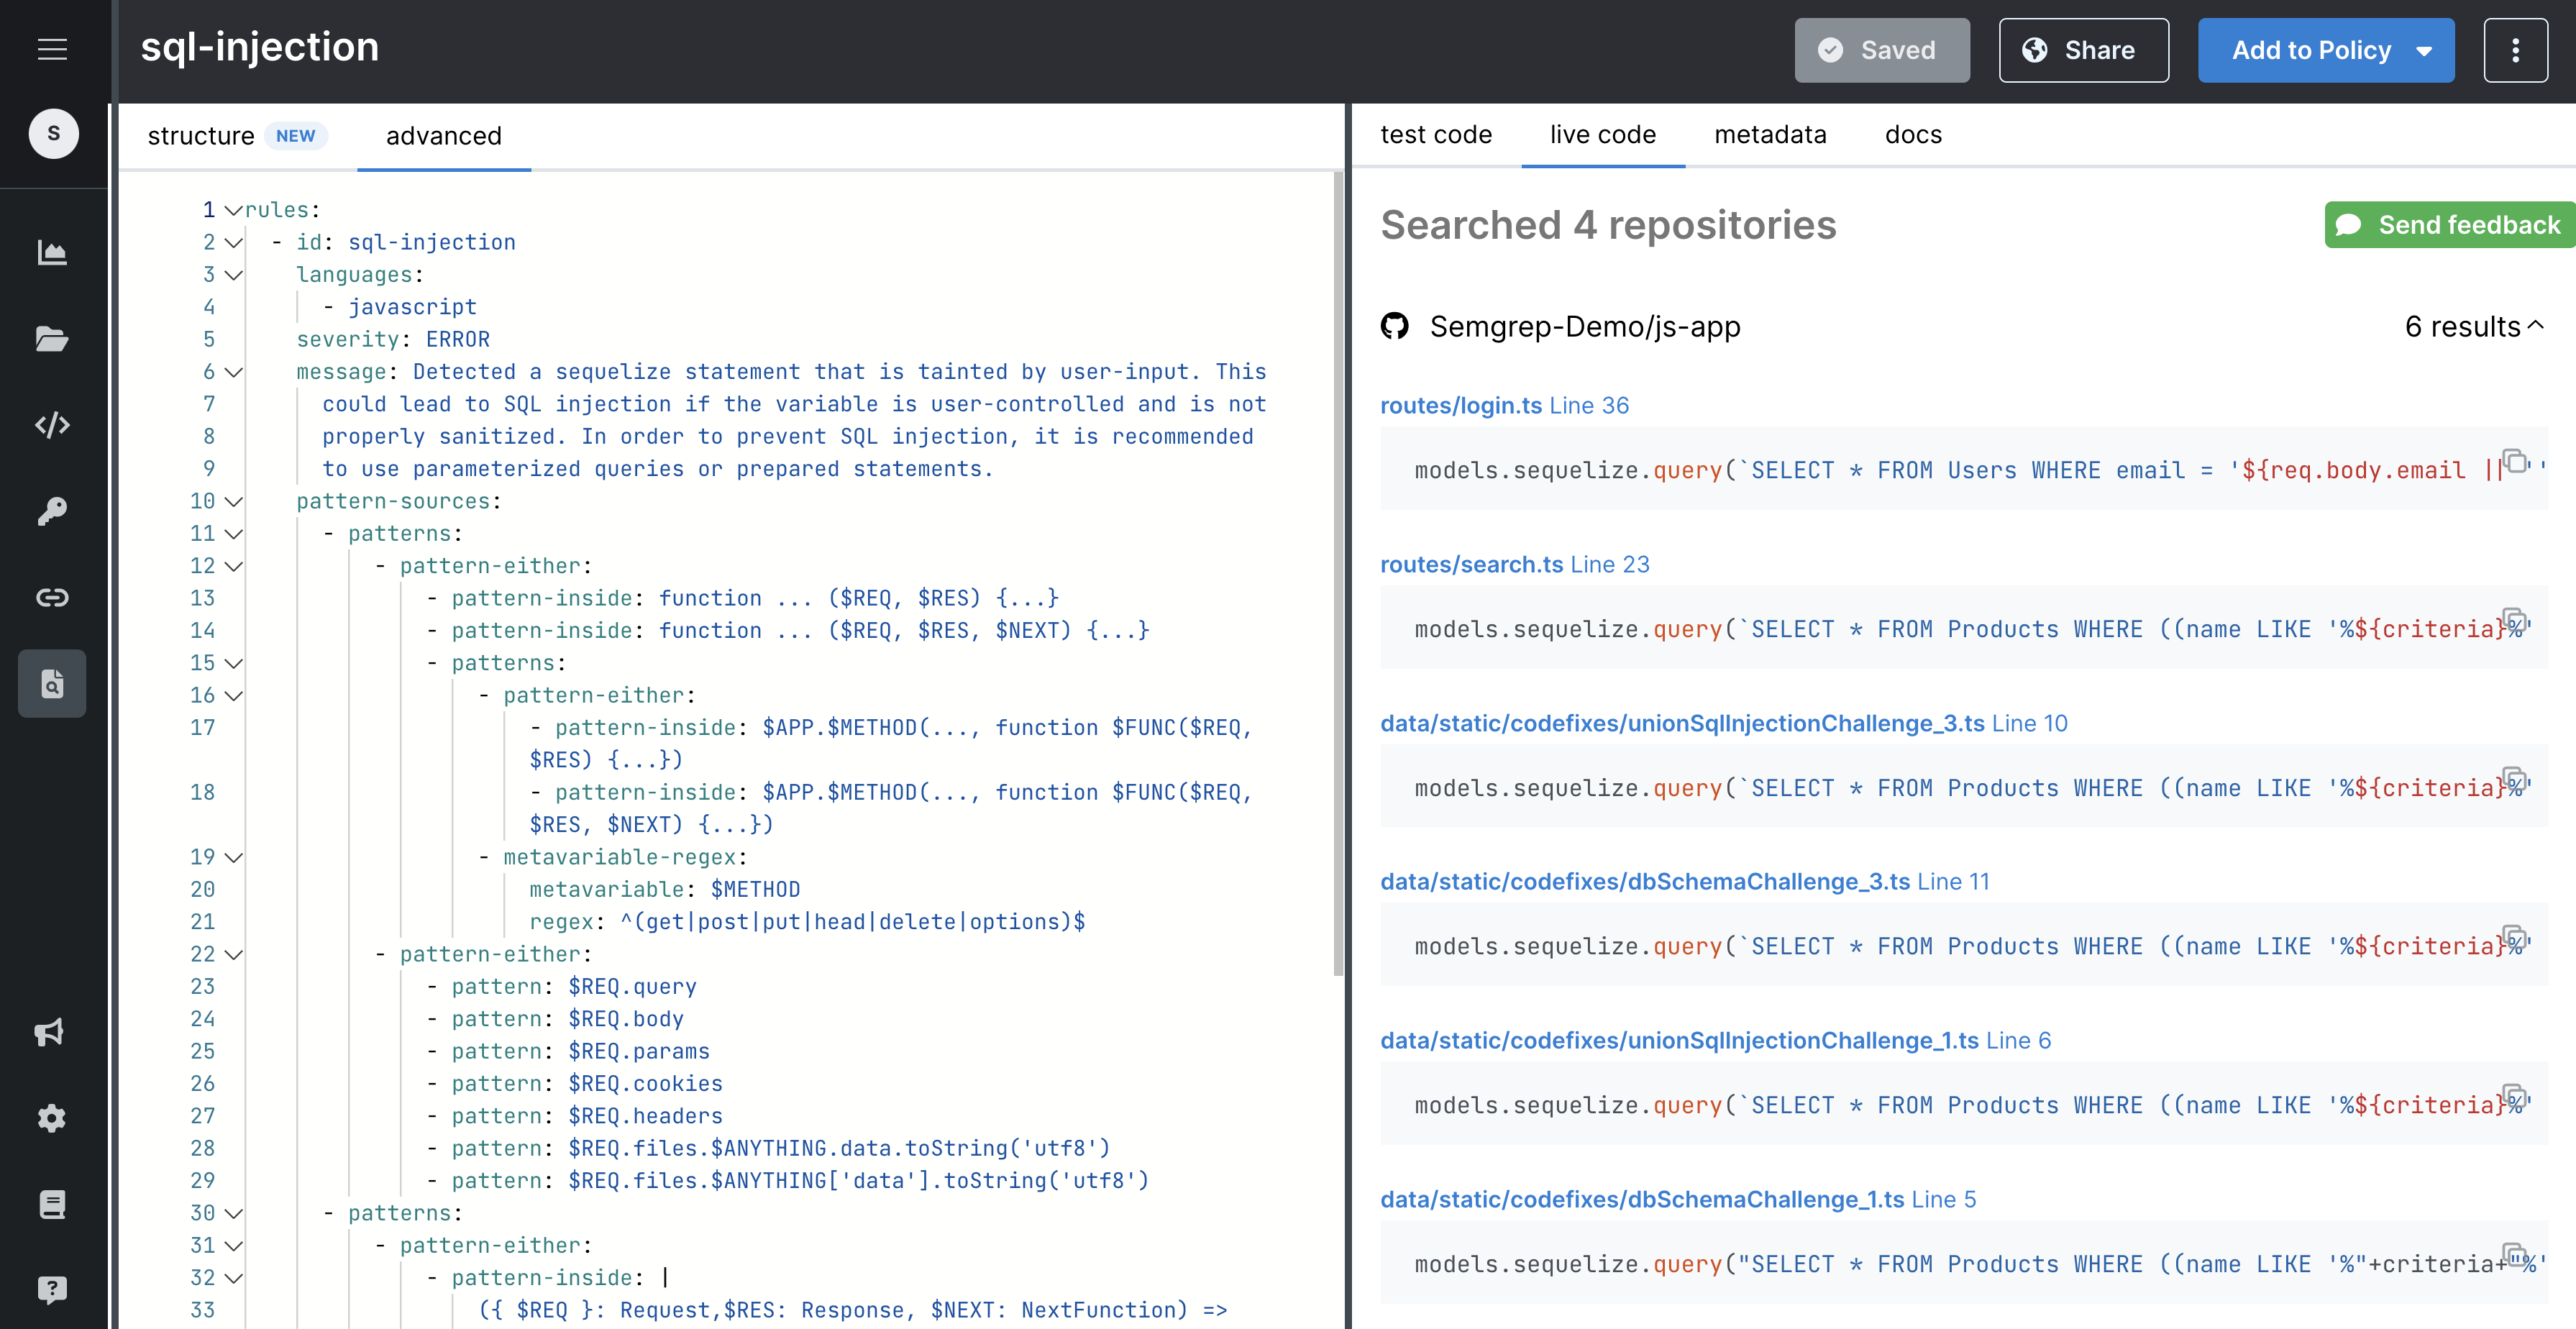 sql-injection
Saved
Share
Add to Policy
S
structure NEW advanced
1 rules:
2 - id: sql-injection
3 languages:
4 - javascript
5 severity: ERROR
6 message: Detected a sequelize statement that is tainted by user-input. This
7 could lead to SQL injection if the variable is user-controlled and is not
8 properly sanitized. In order to prevent SQL injection, it is recommended
9 to use parameterized queries or prepared statements.
10 pattern-sources:
11 - patterns:
12 - pattern-either:
13 - pattern-inside: function ... ($REQ, $RES) {...}
14 - pattern-inside: function ... ($REQ, $RES, $NEXT) {...}
15 - patterns:
16 - pattern-either:
17 - pattern-inside: $APP.$METHOD(..., function $FUNC($REQ,
$RES) {...})
18 - pattern-inside: $APP.$METHOD(..., function $FUNC($REQ,
$RES, $NEXT) {...})
19 - metavariable-regex:
20 metavariable: $METHOD
21 regex: ^(get|post|put|head|delete|options)$
22 - pattern-either:
23 - pattern: $REQ.query
24 - pattern: $REQ.body
25 - pattern: $REQ.params
26 - pattern: $REQ.cookies
27 - pattern: $REQ.headers
28 - pattern: $REQ.files.$ANYTHING.data.toString('utf8')
29 - pattern: $REQ.files.$ANYTHING['data'].toString('utf8')
30 - patterns:
31 - pattern-either:
32 - pattern-inside: |
33 ({ $REQ }: Request,$RES: Response, $NEXT: NextFunction) =>
test code live code metadata docs
Searched 4 repositories
Send feedback
Semgrep-Demo/js-app 6 results
routes/login.ts Line 36
models.sequelize.query(`SELECT * FROM Users WHERE email = '${req.body.email || ''
routes/search.ts Line 23
models.sequelize.query(`SELECT * FROM Products WHERE ((name LIKE '%${criteria}%'
data/static/codefixes/unionSqlInjectionChallenge_3.ts Line 10
models.sequelize.query(`SELECT * FROM Products WHERE ((name LIKE '%${criteria}%'
data/static/codefixes/dbSchemaChallenge_3.ts Line 11
models.sequelize.query(`SELECT * FROM Products WHERE ((name LIKE '%${criteria}%'
data/static/codefixes/unionSqlInjectionChallenge_1.ts Line 6
models.sequelize.query(`SELECT * FROM Products WHERE ((name LIKE '%${criteria}%'
data/static/codefixes/dbSchemaChallenge_1.ts Line 5
models.sequelize.query("SELECT * FROM Products WHERE ((name LIKE '%"+criteria+"%'